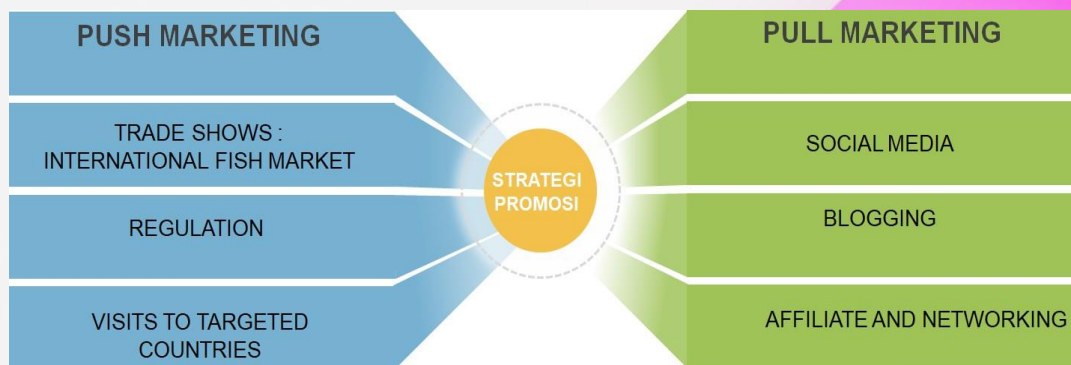 PUSH MARKETING
TRADE SHOWS :
INTERNATIONAL FISH MARKET
REGULATION
VISITS TO TARGETED
COUNTRIES
STRATEGI
PROMOSI
PULL MARKETING
SOCIAL MEDIA
BLOGGING
AFFILIATE AND NETWORKING